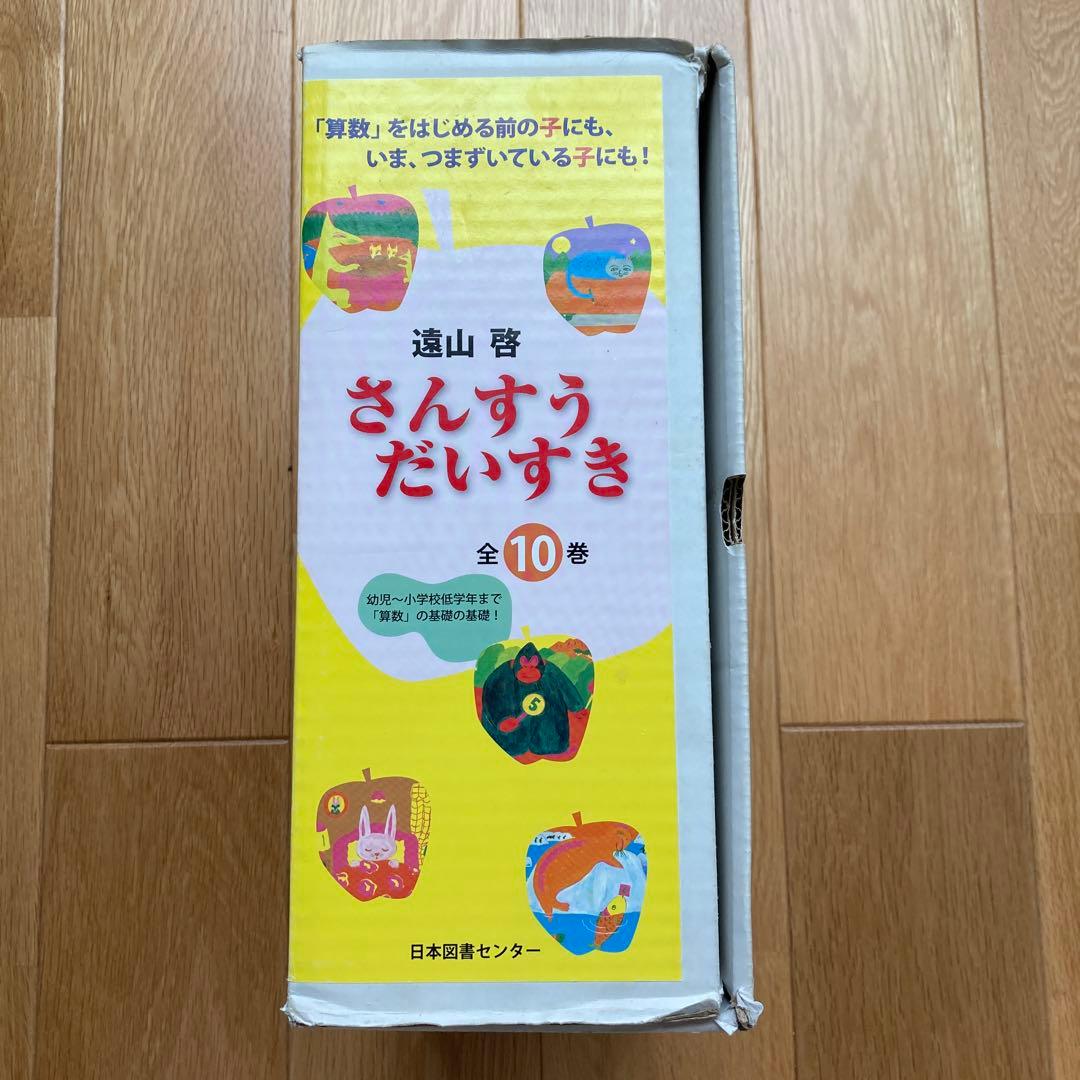 「算数」をはじめる前の子にも、
いま、つまずいている子にも！
遠山 啓
さんすう
だいすき
全10巻
幼児～小学校低学年まで
「算数」の基礎の基礎！
5
日本図書センター